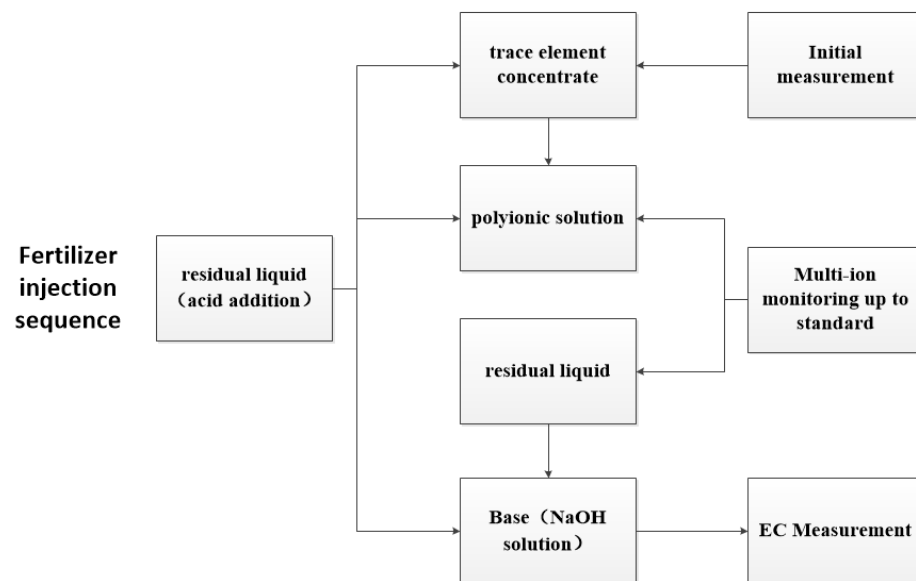 Fertilizer
injection
sequence
residual liquid
（acid addition）
trace element
concentrate
polyionic solution
residual liquid
Base（NaOH
solution）
Initial
measurement
Multi-ion
monitoring up to
standard
EC Measurement